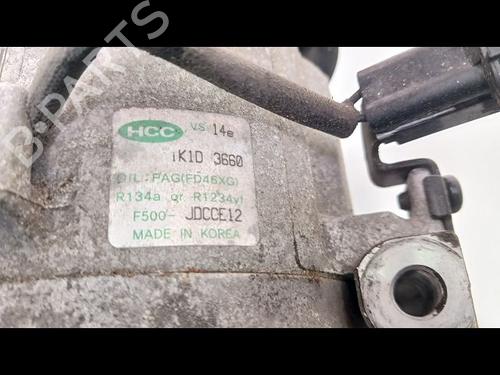 HCC VS 14e
1K1D 3660
OIL: PAG(FD46XG)
R134a or R1234yf
F500- JDCCE12
MADE IN KOREA
B-PARTS